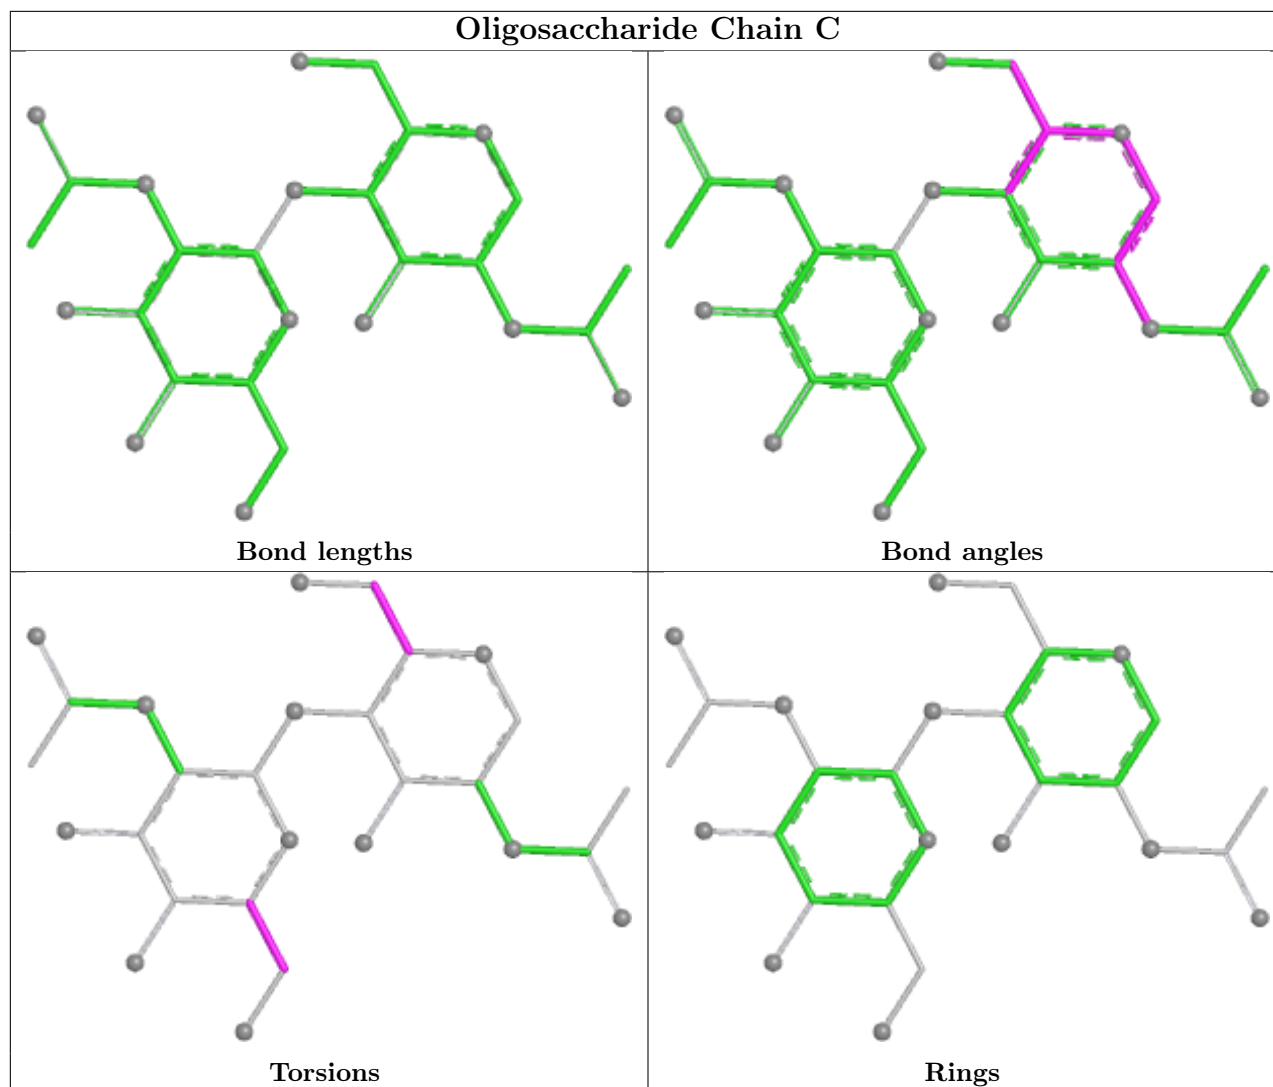 Oligosaccharide Chain C
Bond lengths
Bond angles
Torsions
Rings